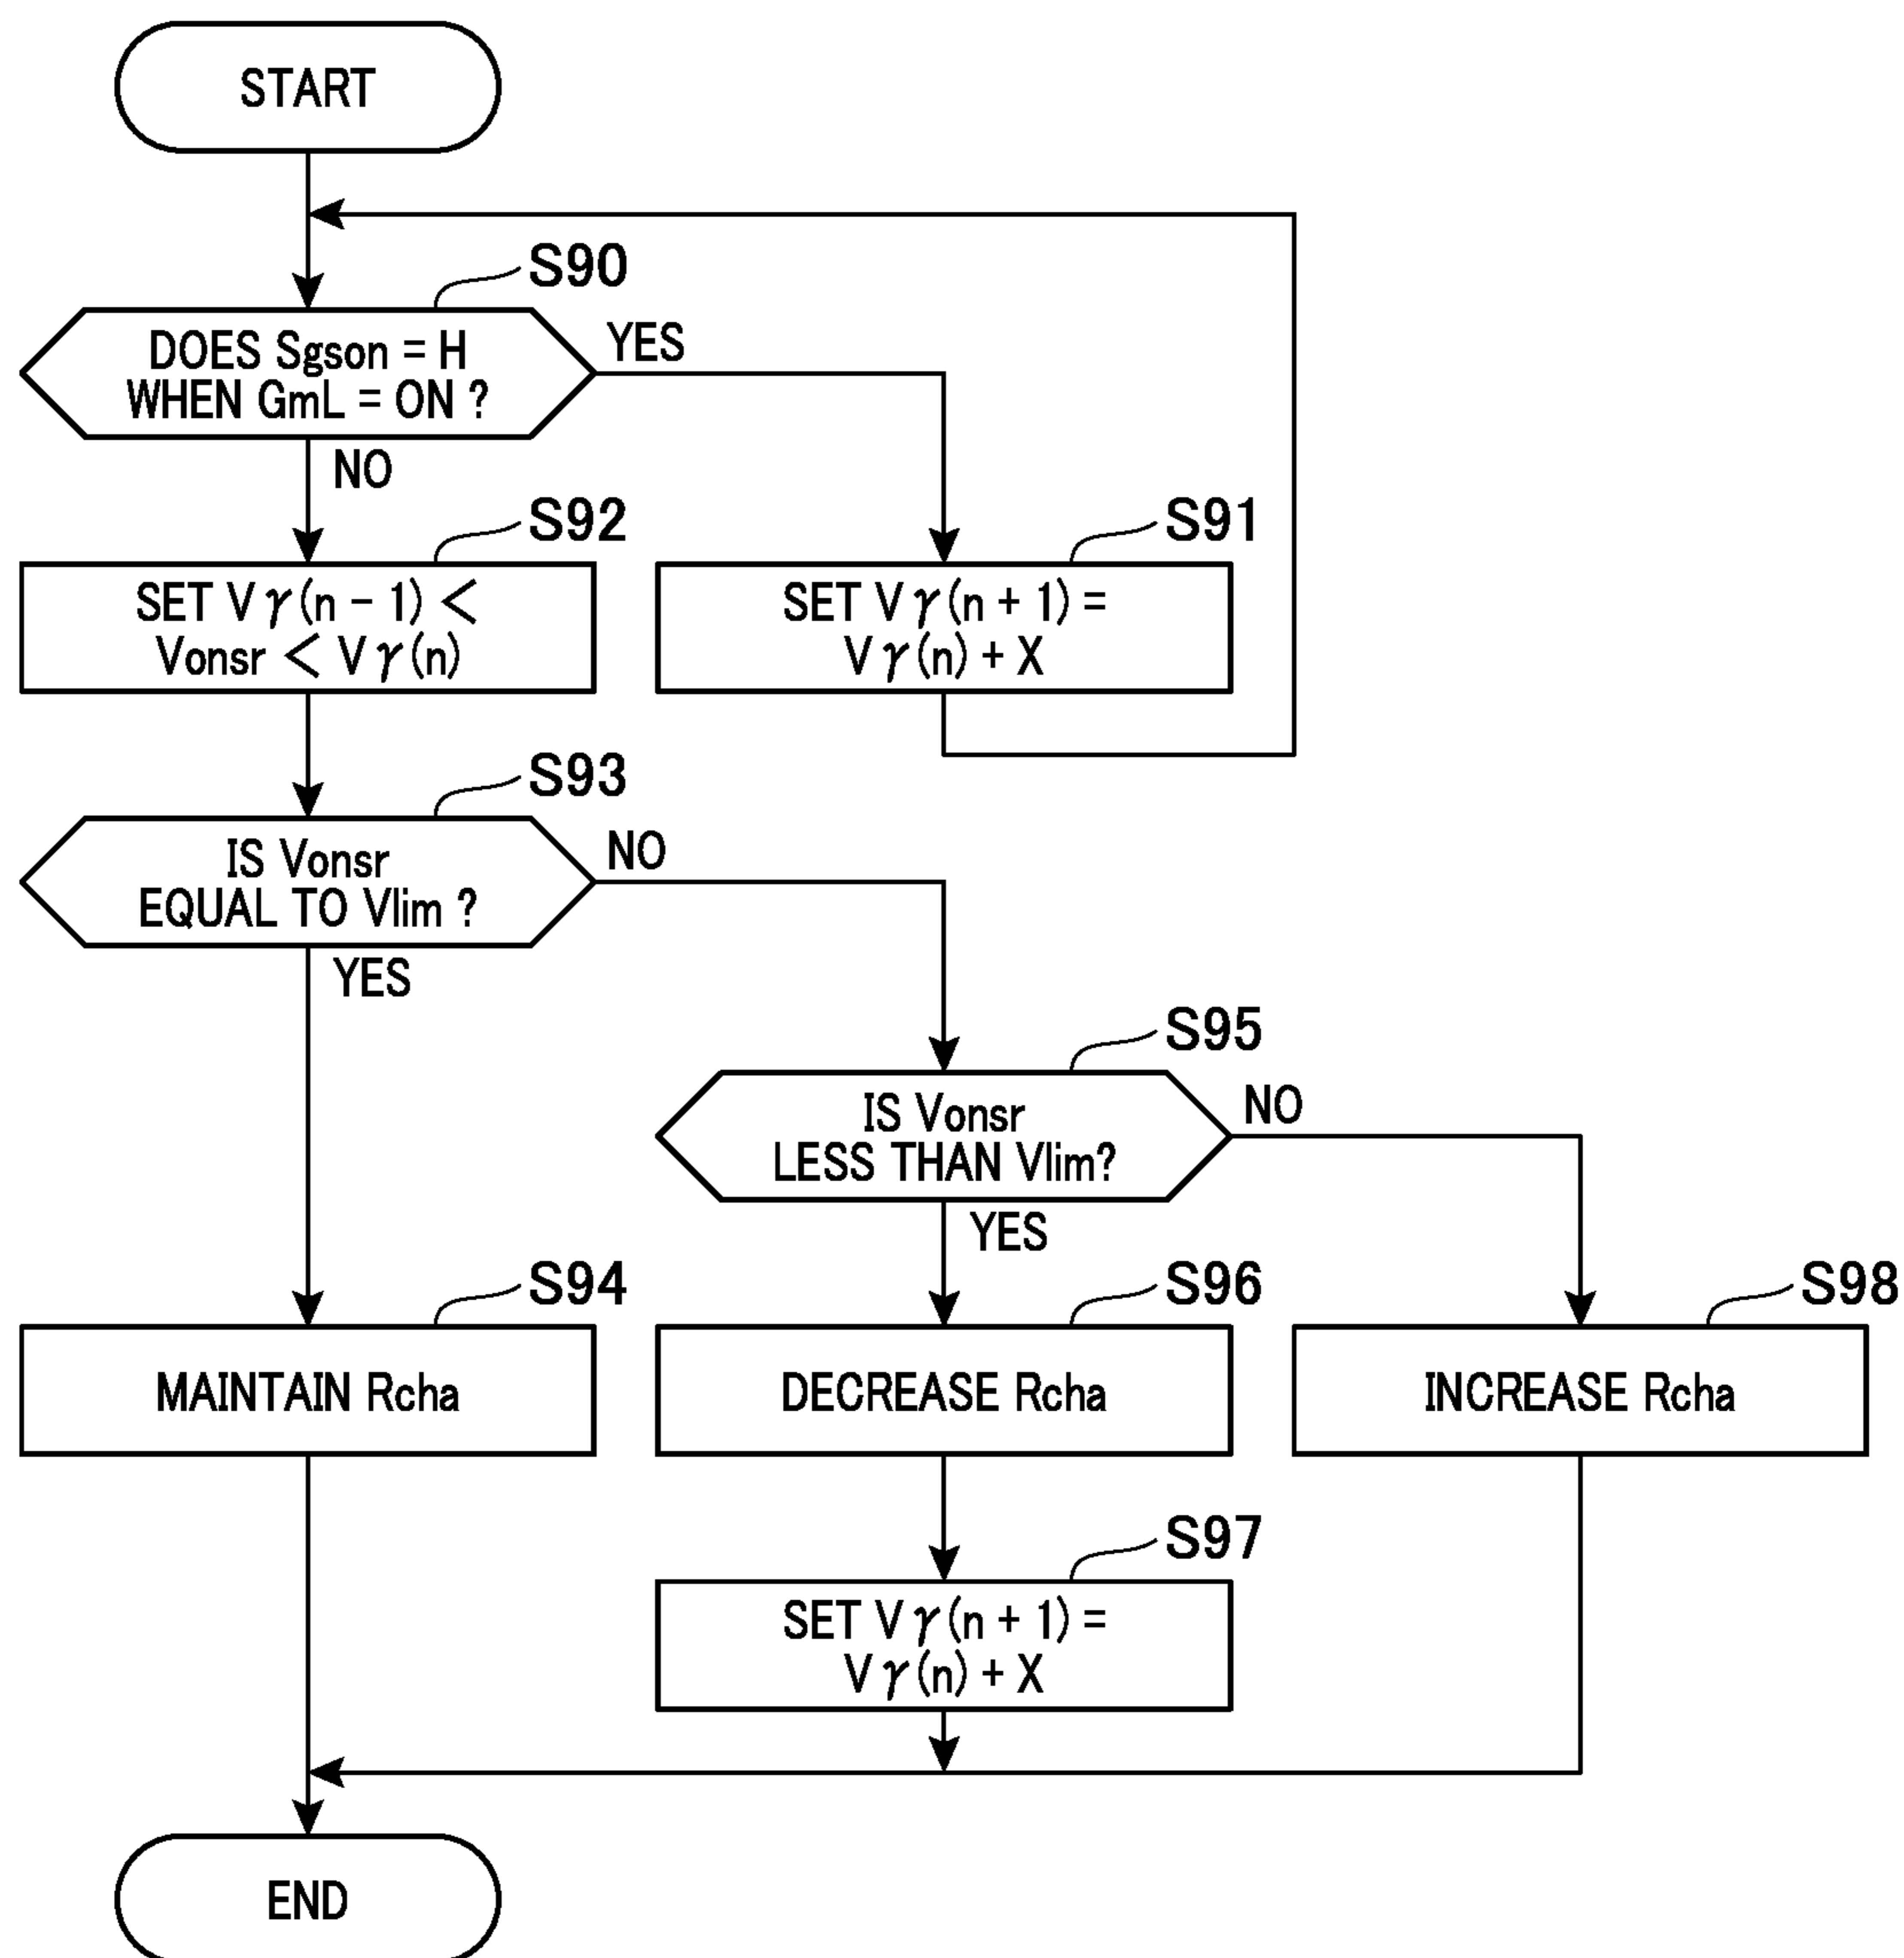 START
S90
DOES Sgson = H
WHEN GmL = ON ?
YES
NO
S92
SET Vγ(n - 1) <
Vonsr < Vγ(n)
S91
SET Vγ(n + 1) =
Vγ(n) + X
S93
IS Vonsr
EQUAL TO Vlim ?
NO
YES
S95
IS Vonsr
LESS THAN Vlim?
NO
YES
S94
MAINTAIN Rcha
S96
DECREASE Rcha
S98
INCREASE Rcha
S97
SET Vγ(n + 1) =
Vγ(n) + X
END